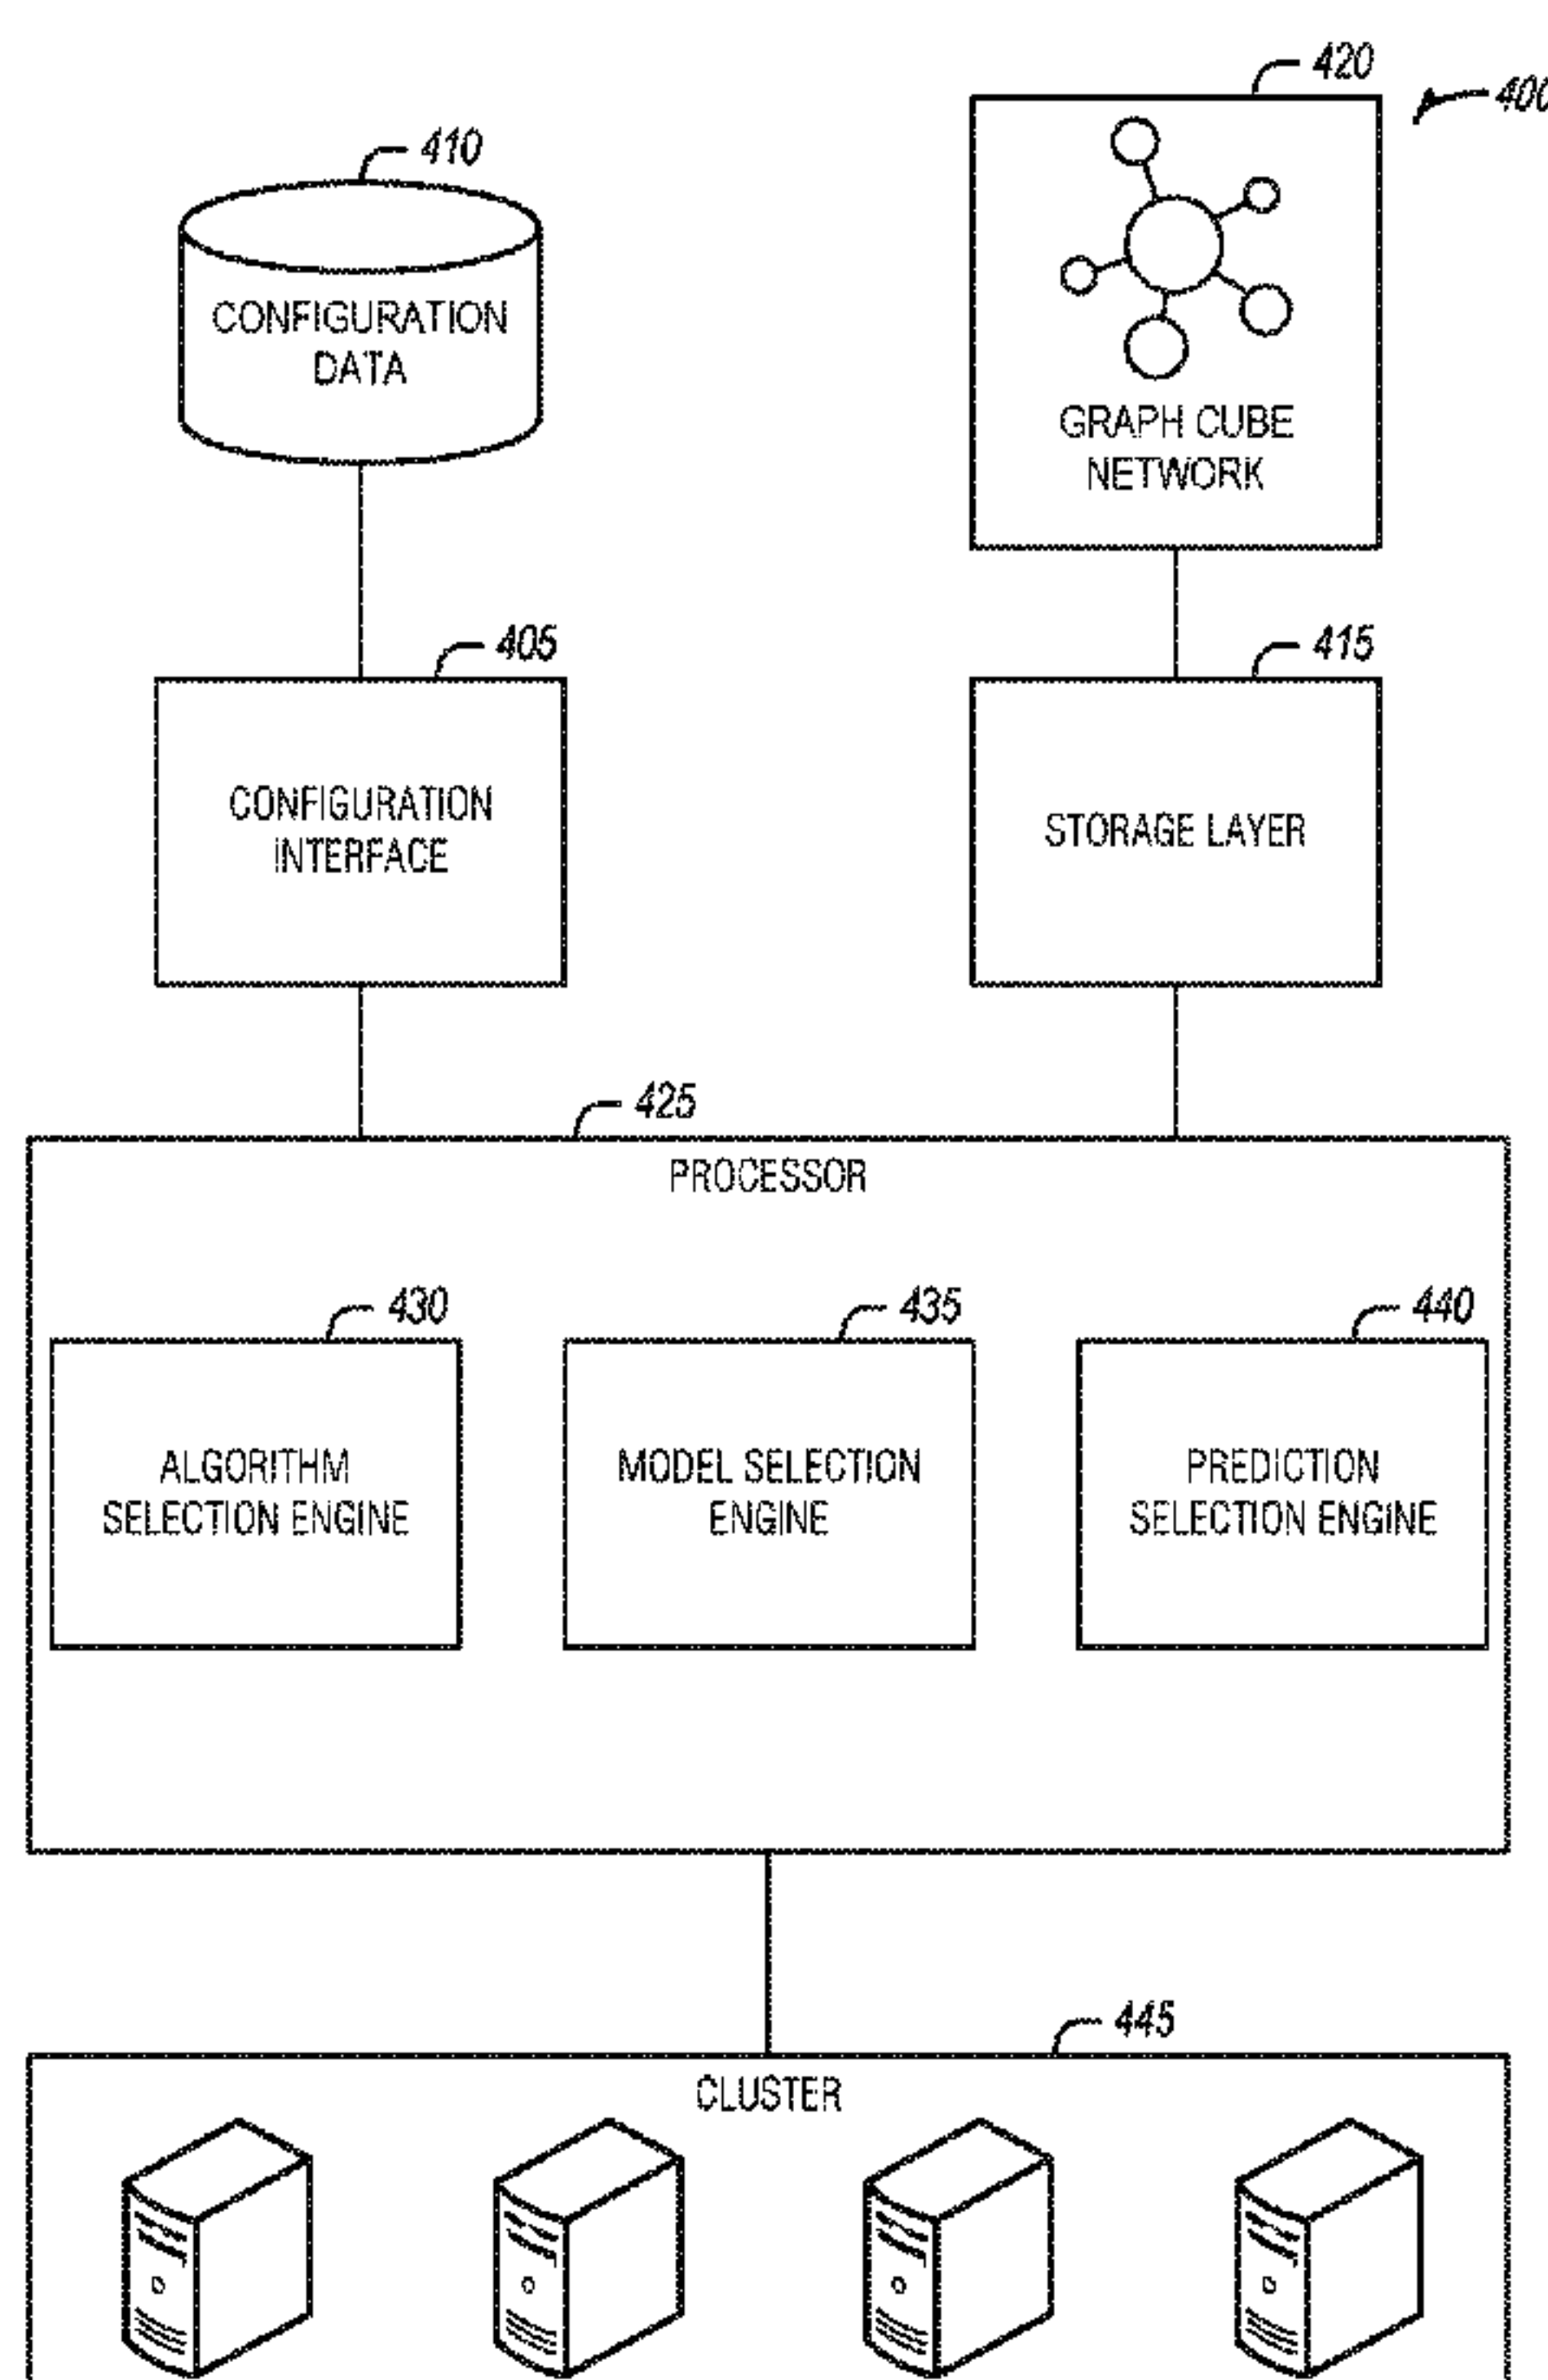 420
400
410
CONFIGURATION
DATA
GRAPH CUBE
NETWORK
405
415
CONFIGURATION
INTERFACE
STORAGE LAYER
425
PROCESSOR
430
435
440
ALGORITHM
SELECTION ENGINE
MODEL SELECTION
ENGINE
PREDICTION
SELECTION ENGINE
445
CLUSTER